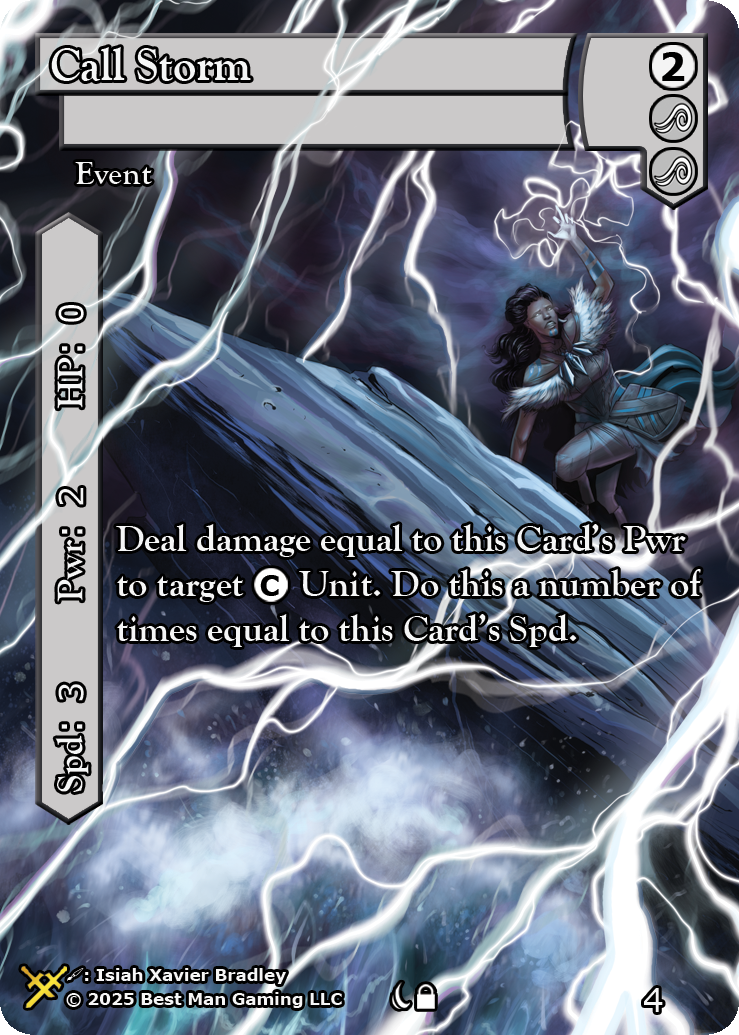 Call Storm
2
Event
HP: 0
Pwr: 2
Spd: 3
Deal damage equal to this Card's Pwr
to target C Unit. Do this a number of
times equal to this Card's Spd.
: Isiah Xavier Bradley
© 2025 Best Man Gaming LLC
4